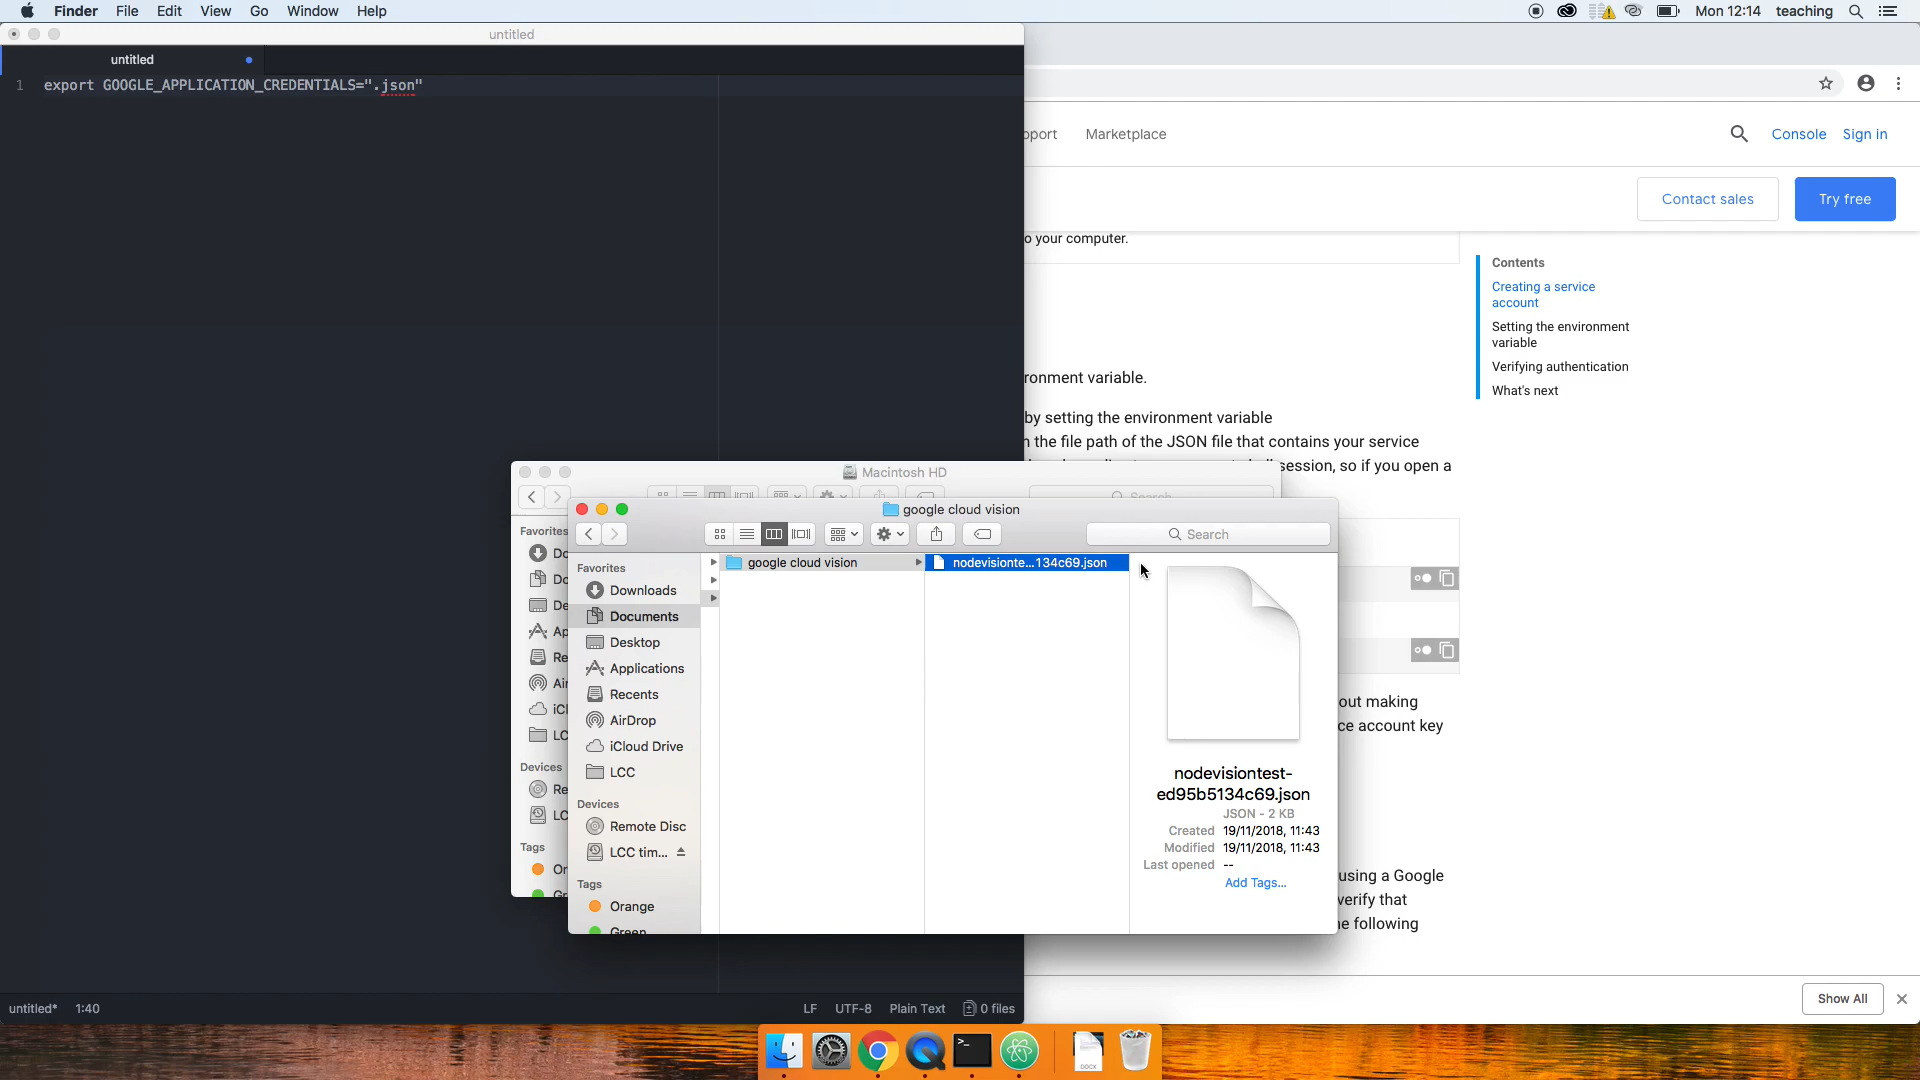 Finder File Edit View Go Window Help
Mon 12:14 teaching
untitled
untitled
1 export GOOGLE_APPLICATION_CREDENTIALS=".json"
pport Marketplace
Console Sign in
Contact sales Try free
o your computer.
Contents
Creating a service
account
Setting the environment
variable
Verifying authentication
What's next
ronment variable.
by setting the environment variable
n the file path of the JSON file that contains your service
session, so if you open a
Macintosh HD
Search
Favorites
Devices
Tags
google cloud vision
Search
Favorites
Downloads
Documents
Desktop
Applications
Recents
AirDrop
iCloud Drive
LCC
Devices
Remote Disc
LCC tim...
Tags
Orange
Green
google cloud vision
nodevisionte...134c69.json
nodevisiontest-
ed95b5134c69.json
JSON - 2 KB
Created 19/11/2018, 11:43
Modified 19/11/2018, 11:43
Last opened --
Add Tags...
out making
ce account key
using a Google
verify that
ne following
untitled* 1:40
LF UTF-8 Plain Text 0 files
Show All
DOCX